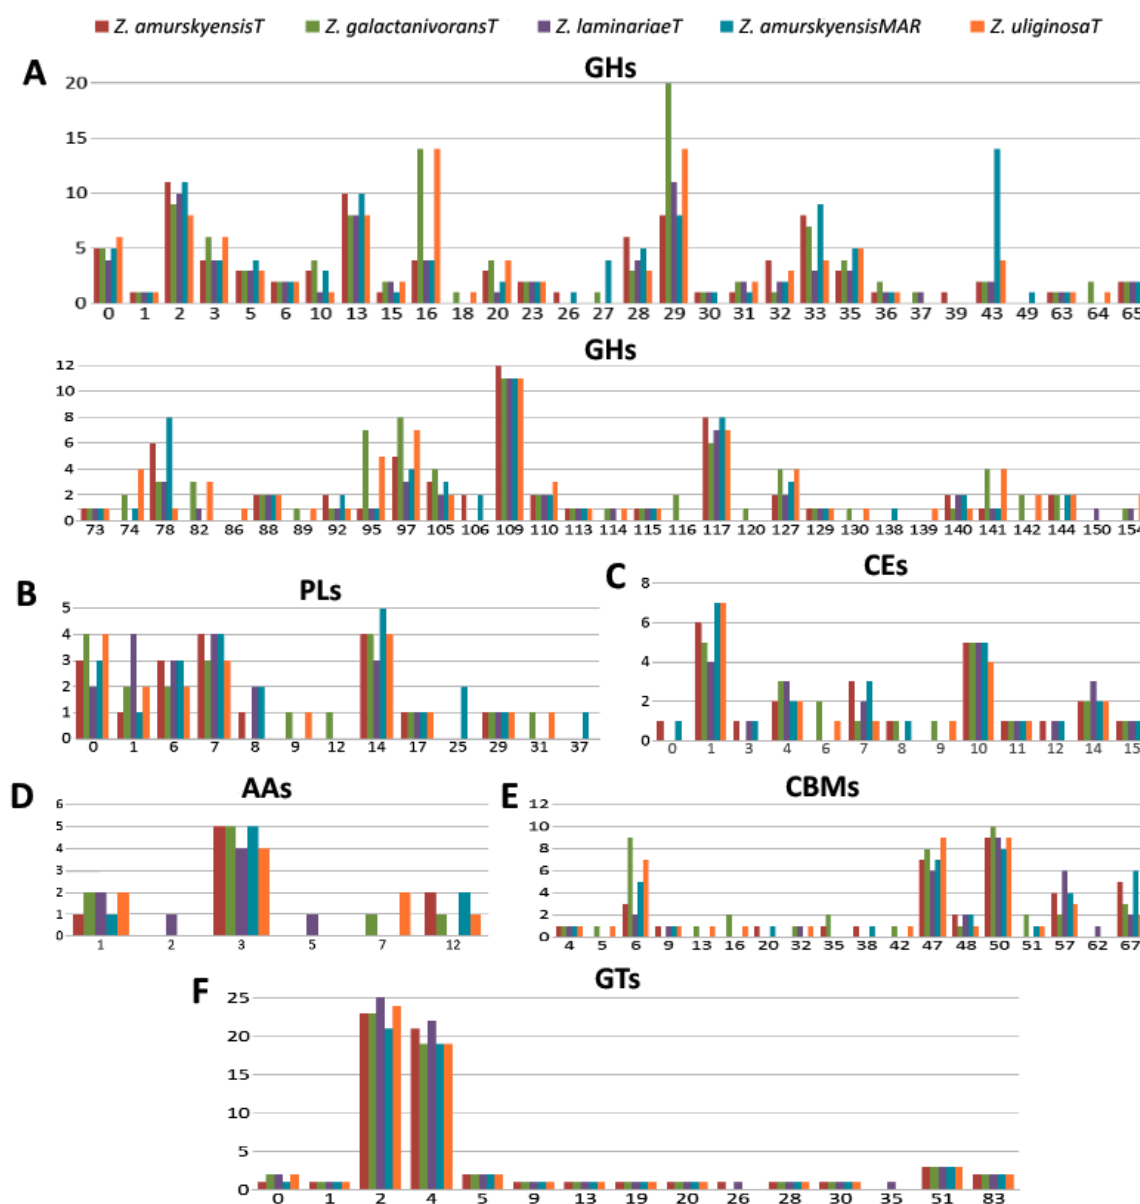 Z. amurskyensisT Z. galactanivoransT Z. laminariaeT Z. amurskyensisMAR Z. uliginosaT
A
GHs
20
15
10
5
0
0 1 2 3 5 6 10 13 15 16 18 20 23 26 27 28 29 30 31 32 33 35 36 37 39 43 49 63 64 65
GHs
12
10
8
6
4
2
0
73 74 78 82 86 88 89 92 95 97 105 106 109 110 113 114 115 116 117 120 127 129 130 138 139 140 141 142 144 150 154
B
PLs
5
4
3
2
1
0
0 1 6 7 8 9 12 14 17 25 29 31 37
C
CEs
8
6
4
2
0
0 1 3 4 6 7 8 9 10 11 12 14 15
D
AAs
6
5
4
3
2
1
0
1 2 3 5 7 12
E
CBMs
12
10
8
6
4
2
0
4 5 6 9 13 16 20 32 35 38 42 47 48 50 51 57 62 67
F
GTs
25
20
15
10
5
0
0 1 2 4 5 9 13 19 20 26 28 30 35 51 83